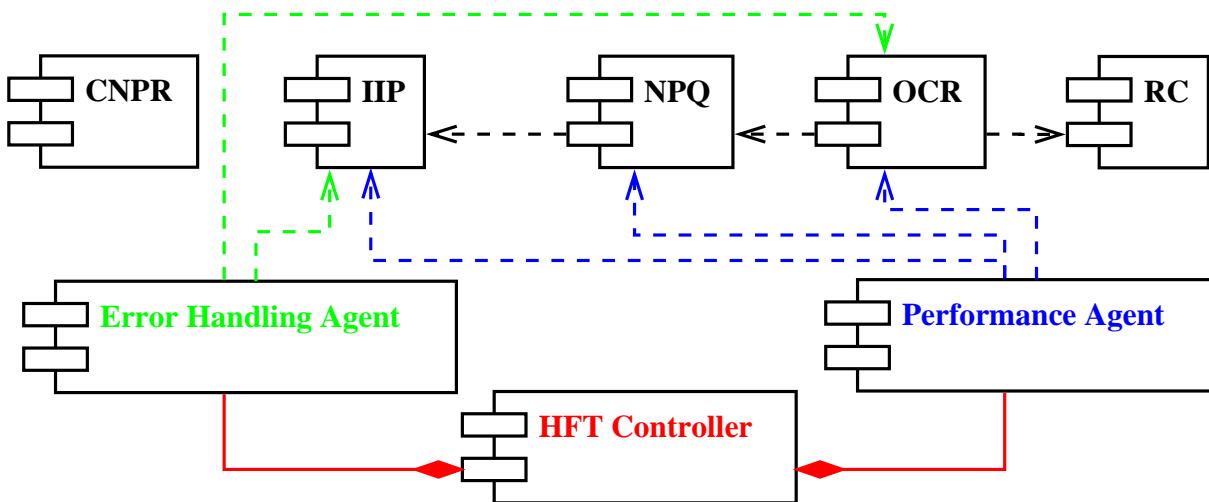 CNPR
IIP
NPQ
OCR
RC
Error Handling Agent
Performance Agent
HFT Controller